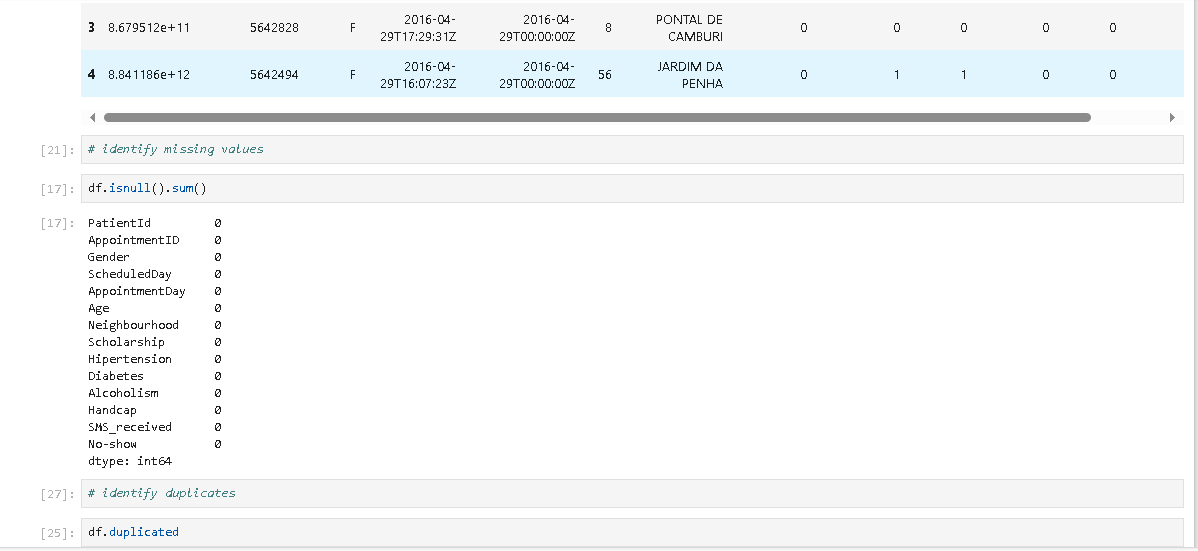 2016-04- 2016-04- PONTAL DE
3 8.679512e+11 5642828 F 8 0 0 0 0 0
29T17:29:31Z 29T00:00:00Z CAMBURI
2016-04- 2016-04- JARDIM DA
4 8.841186e+12 5642494 F 56 0 1 1 0 0
29T16:07:23Z 29T00:00:00Z PENHA
[21]: # identify missing values
[17]: df.isnull().sum()
[17]: PatientId 0
AppointmentID 0
Gender 0
ScheduledDay 0
AppointmentDay 0
Age 0
Neighbourhood 0
Scholarship 0
Hipertension 0
Diabetes 0
Alcoholism 0
Handcap 0
SMS_received 0
No-show 0
dtype: int64
[27]: # identify duplicates
[25]: df.duplicated